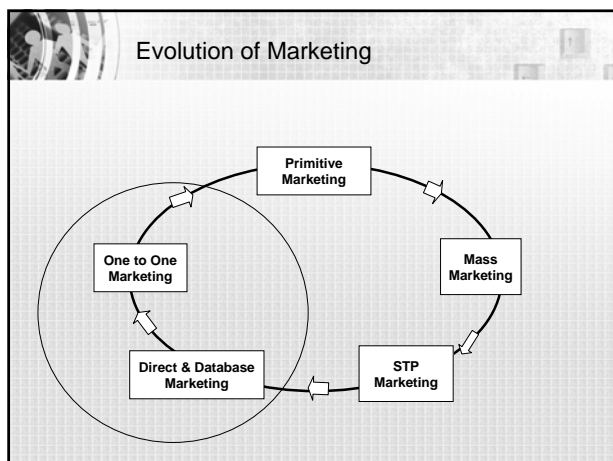 Evolution of Marketing
Primitive
Marketing
Mass
Marketing
STP
Marketing
Direct & Database
Marketing
One to One
Marketing